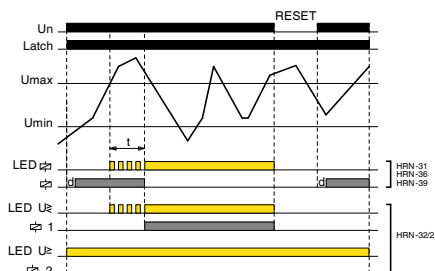 RESET
Un
Latch
Umax
Umin
t
LED
HRN-31
HRN-36
HRN-39
d
d
LED U≥
1
HRN-32/2
LED U≥
2